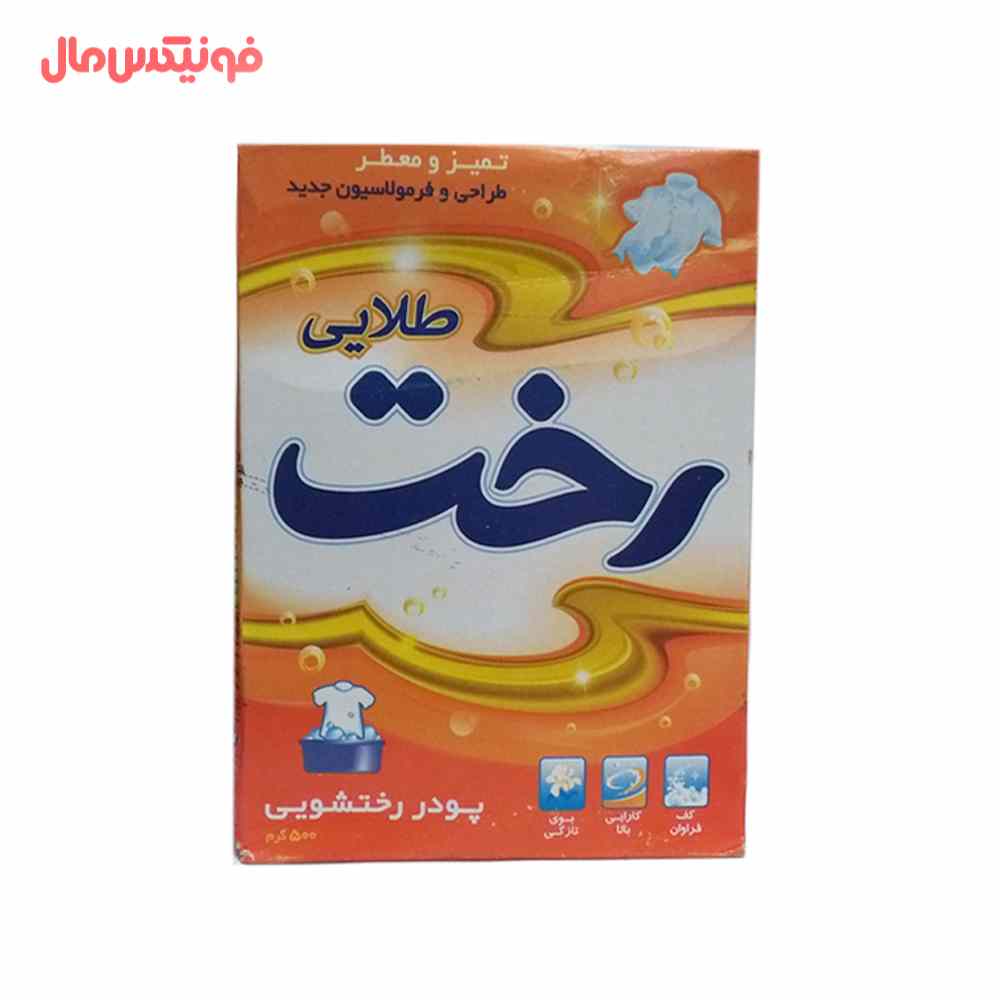 فونیکس‌مال
تمیز و معطر
طراحی و فرمولاسیون جدید
طلایی
رخت
پودر رختشویی
۵۰۰ گرم
کف
فراوان
کارایی
بالا
بوی
تازگی